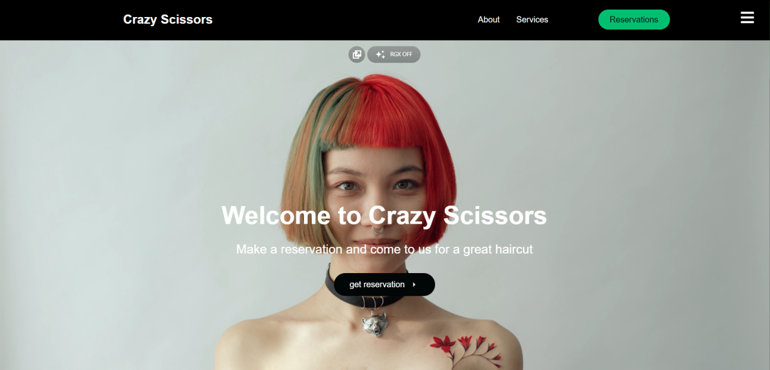 Crazy Scissors
About Services Reservations
RGX OFF
Welcome to Crazy Scissors
Make a reservation and come to us for a great haircut
get reservation